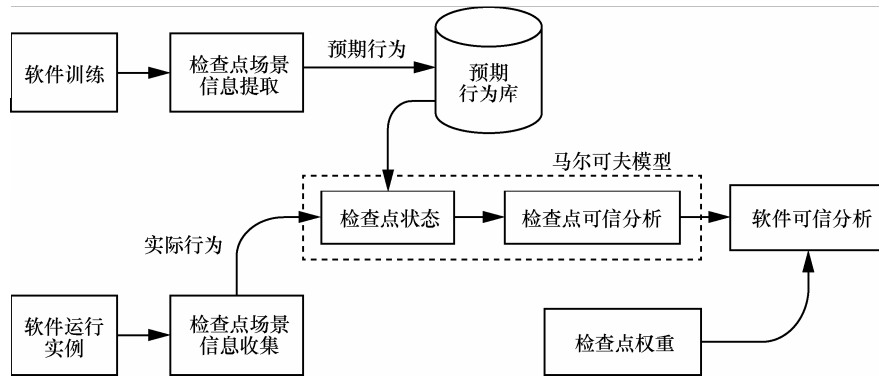 软件训练
检查点场景
信息提取
预期行为
预期
行为库
马尔可夫模型
检查点状态
检查点可信分析
软件可信分析
实际行为
软件运行
实例
检查点场景
信息收集
检查点权重